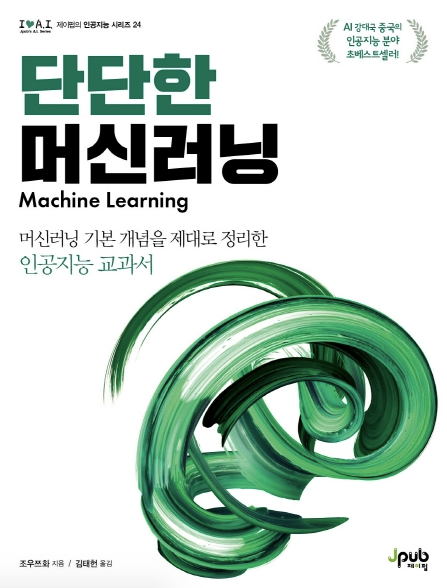 I ♥ A.I. 제이펍의 인공지능 시리즈 24
Jpub's A.I. Series
AI 강대국 중국의
인공지능 분야
초베스트셀러!
단단한
머신러닝
Machine Learning
머신러닝 기본 개념을 제대로 정리한
인공지능 교과서
조우쯔화 지음 / 김태헌 옮김
Jpub
제이펍